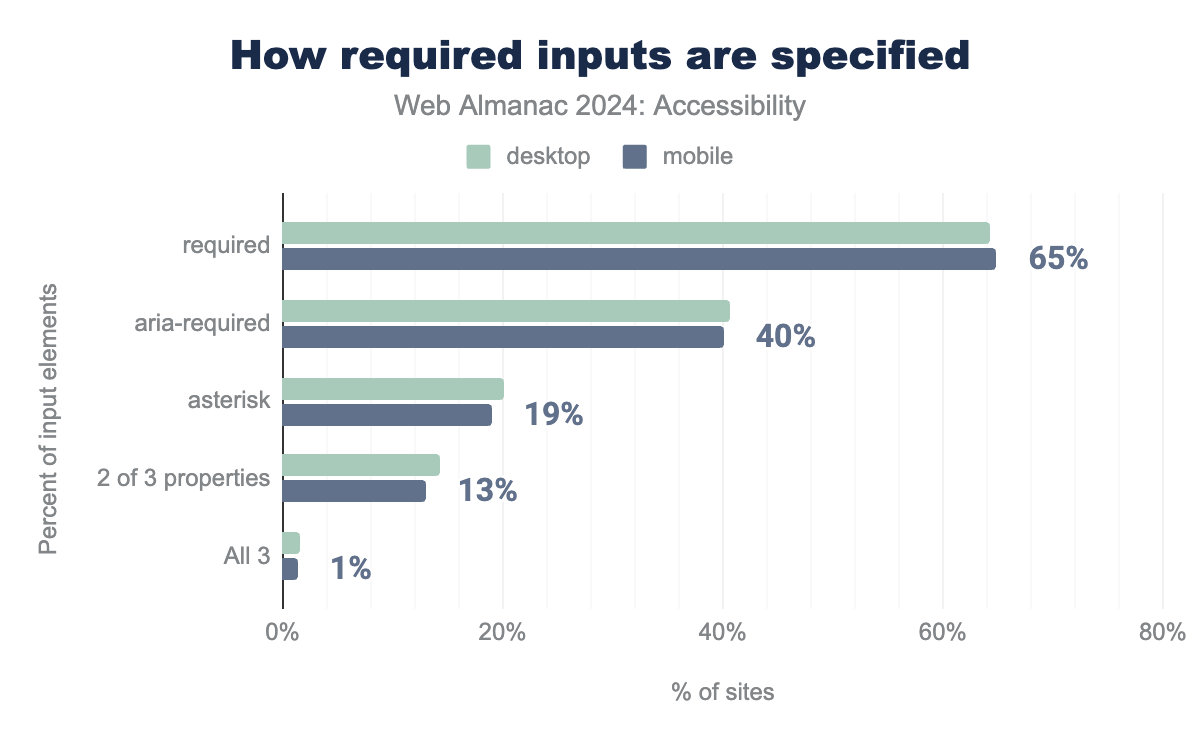 How required inputs are specified
Web Almanac 2024: Accessibility
desktop
mobile
Percent of input elements
required
65%
aria-required
40%
asterisk
19%
2 of 3 properties
13%
All 3
1%
0%
20%
40%
60%
80%
% of sites